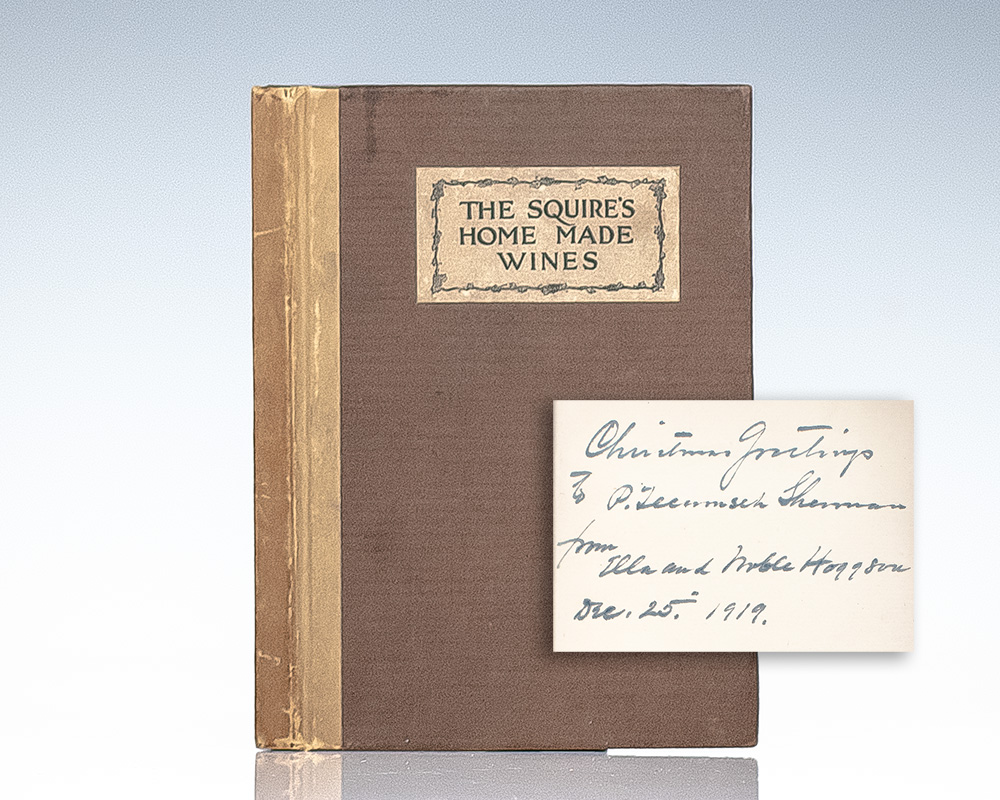 THE SQUIRE'S
HOME MADE
WINES
Christmas Greetings
To
P. Tecumseh Sherman
from
Ella and Noble Hoggson
Dec. 25. 1919.